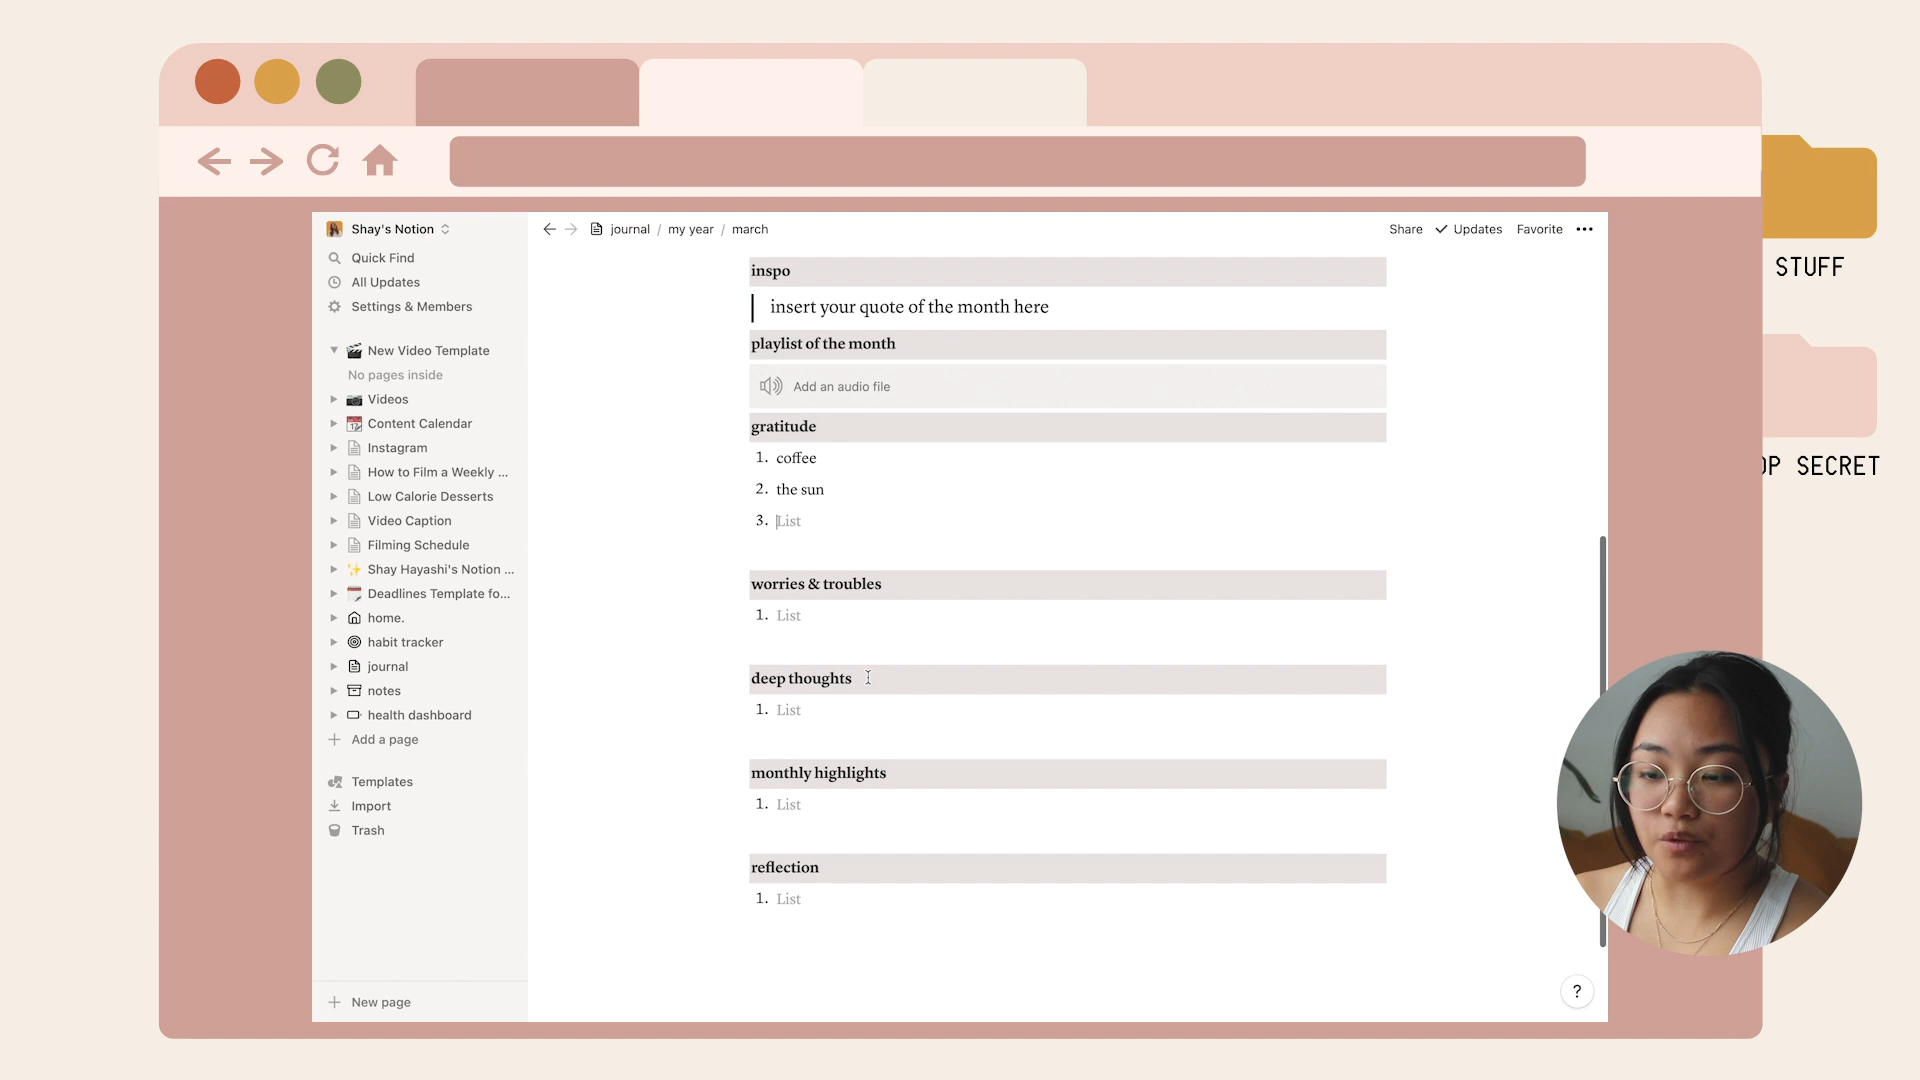 Shay's Notion
Quick Find
All Updates
Settings & Members
New Video Template
No pages inside
Videos
Content Calendar
Instagram
How to Film a Weekly ...
Low Calorie Desserts
Video Caption
Filming Schedule
Shay Hayashi's Notion ...
Deadlines Template fo...
home.
habit tracker
journal
notes
health dashboard
Add a page
Templates
Import
Trash
New page
journal / my year / march
Share Updates Favorite
inspo
insert your quote of the month here
playlist of the month
Add an audio file
gratitude
1. coffee
2. the sun
3. List
worries & troubles
1. List
deep thoughts
1. List
monthly highlights
1. List
reflection
1. List
?
STUFF
OP SECRET